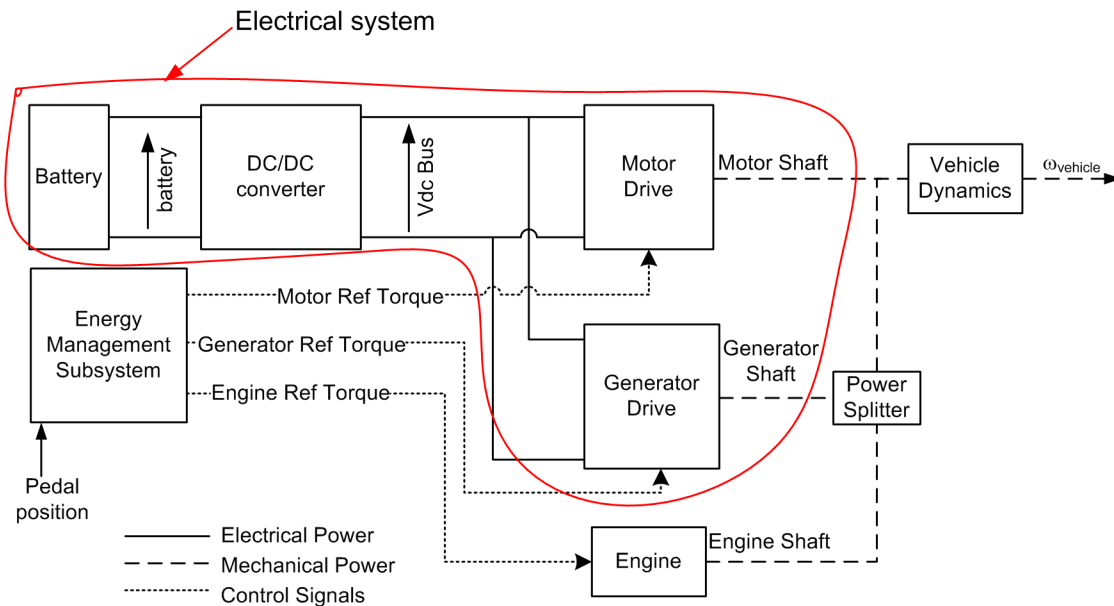 Electrical system
Battery
battery
DC/DC
converter
Vdc Bus
Motor
Drive
Motor Shaft
Vehicle
Dynamics
ωvehicle
Energy
Management
Subsystem
Motor Ref Torque
Generator Ref Torque
Engine Ref Torque
Generator
Drive
Generator
Shaft
Power
Splitter
Pedal
position
Engine
Engine Shaft
Electrical Power
Mechanical Power
Control Signals